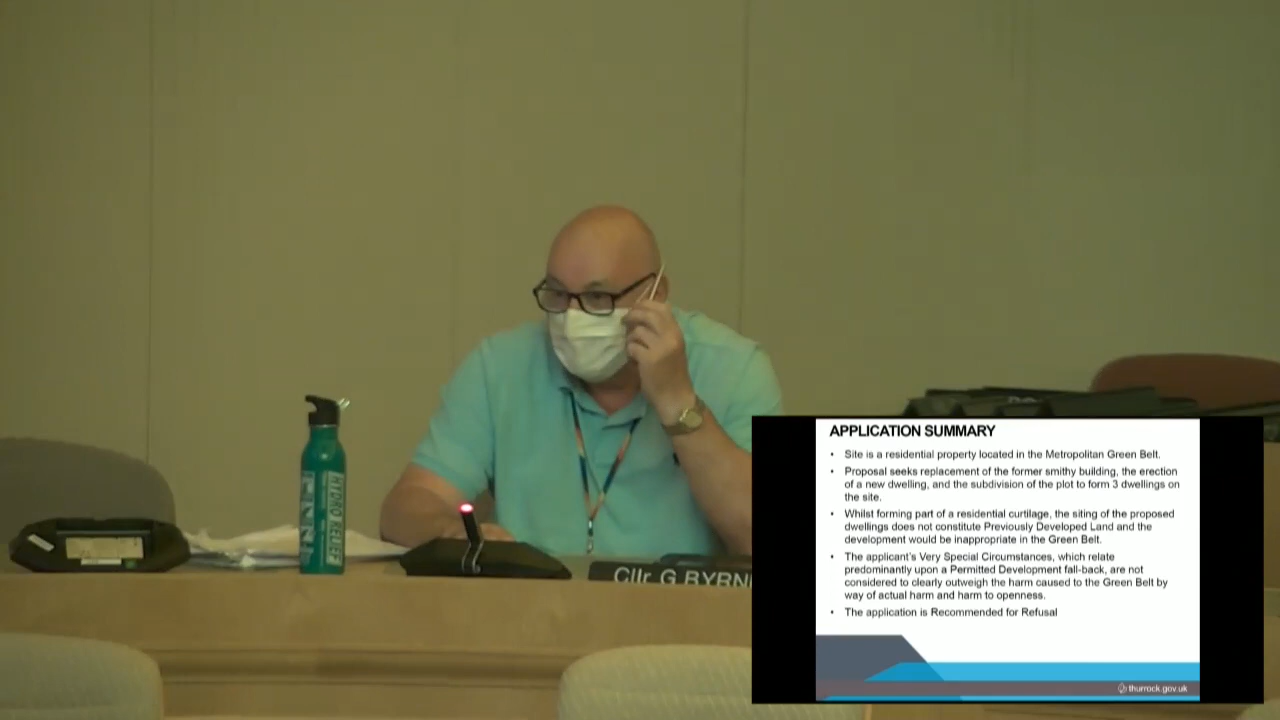 HYDRO RELIEF
Cllr G BYRN
APPLICATION SUMMARY
• Site is a residential property located in the Metropolitan Green Belt.
• Proposal seeks replacement of the former smithy building, the erection
of a new dwelling, and the subdivision of the plot to form 3 dwellings on
the site.
• Whilst forming part of a residential curtilage, the siting of the proposed
dwellings does not constitute Previously Developed Land and the
development would be inappropriate in the Green Belt.
• The applicant's Very Special Circumstances, which relate
predominantly upon a Permitted Development fall-back, are not
considered to clearly outweigh the harm caused to the Green Belt by
way of actual harm and harm to openness.
• The application is Recommended for Refusal
thurrock.gov.uk